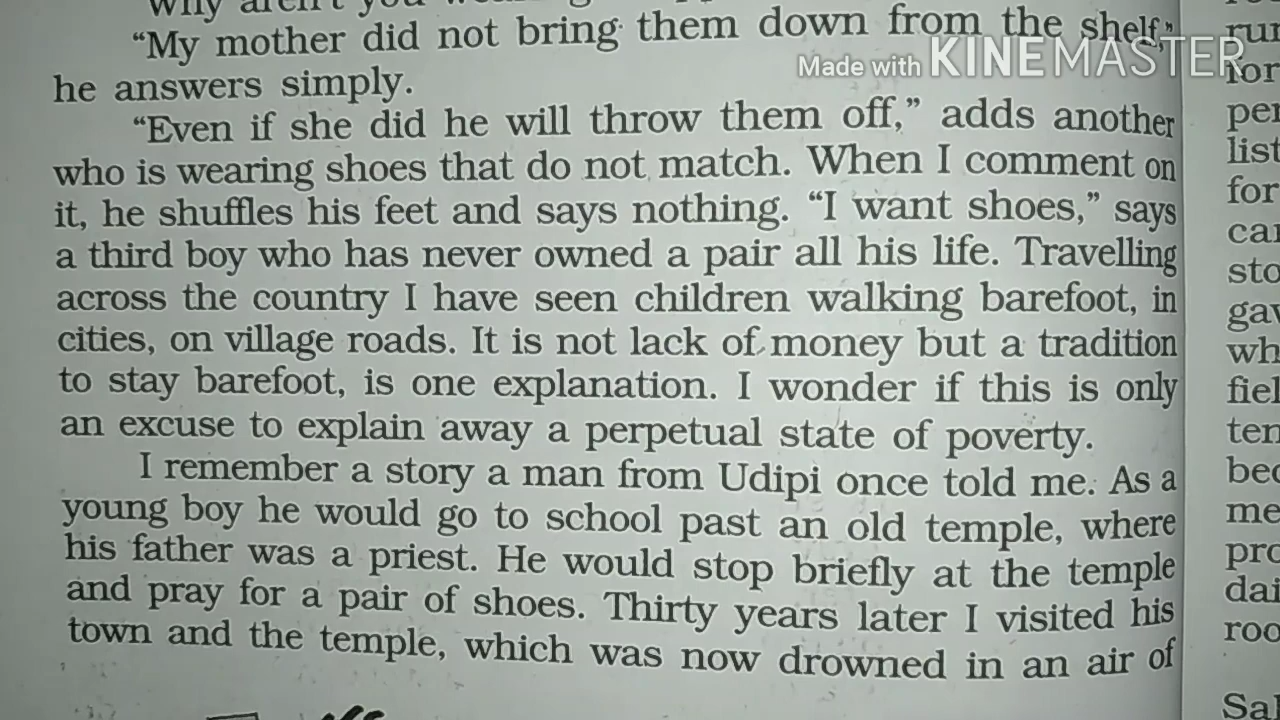 Why aren't you
"My mother did not bring them down from the shelf,"
he answers simply.
"Even if she did he will throw them off," adds another
who is wearing shoes that do not match. When I comment on
it, he shuffles his feet and says nothing. "I want shoes," says
a third boy who has never owned a pair all his life. Travelling
across the country I have seen children walking barefoot, in
cities, on village roads. It is not lack of money but a tradition
to stay barefoot, is one explanation. I wonder if this is only
an excuse to explain away a perpetual state of poverty.
I remember a story a man from Udipi once told me. As a
young boy he would go to school past an old temple, where
his father was a priest. He would stop briefly at the temple
and pray for a pair of shoes. Thirty years later I visited his
town and the temple, which was now drowned in an air of
Made with KINEMASTER